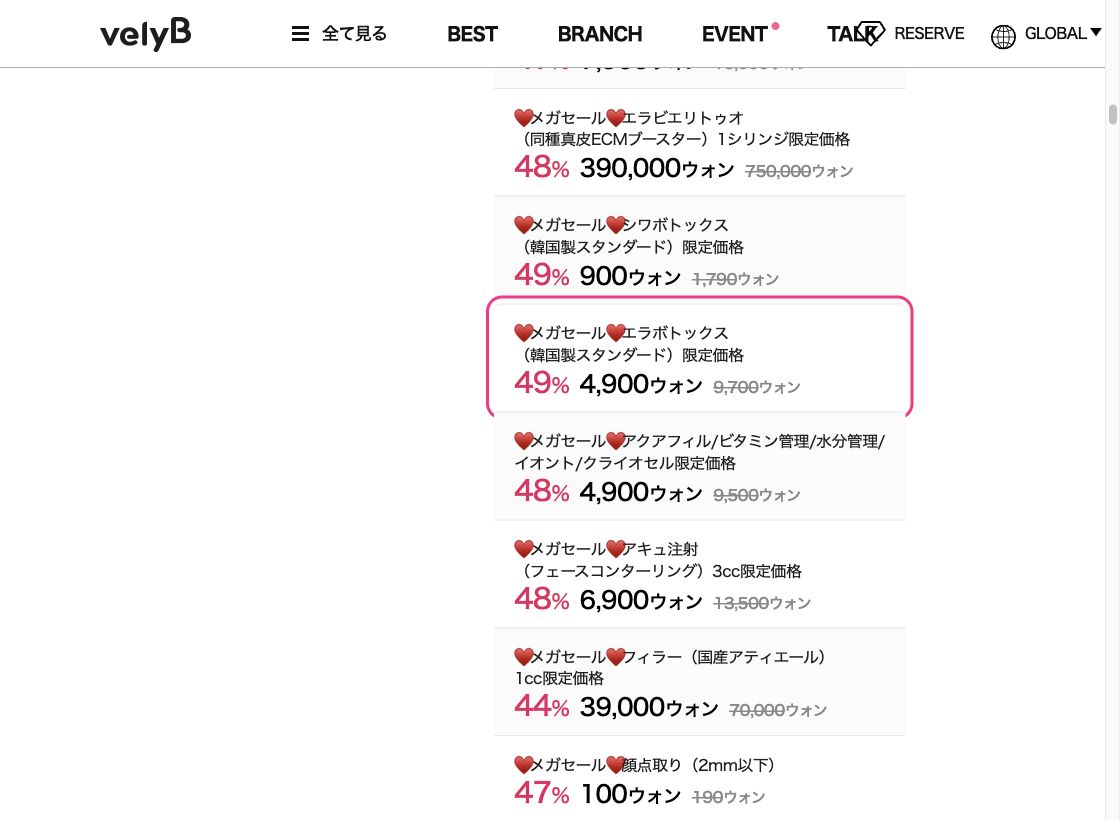 velyB
全て見る
BEST
BRANCH
EVENT
TALK
RESERVE
GLOBAL▼
❤️メガセール❤️エラビエリトゥオ
（同種真皮ECMブースター）1シリンジ限定価格
48% 390,000ウォン 750,000ウォン
❤️メガセール❤️シワボトックス
（韓国製スタンダード）限定価格
49% 900ウォン 1,790ウォン
❤️メガセール❤️エラボトックス
（韓国製スタンダード）限定価格
49% 4,900ウォン 9,700ウォン
❤️メガセール❤️アクアフィル/ビタミン管理/水分管理/
イオント/クライオセル限定価格
48% 4,900ウォン 9,500ウォン
❤️メガセール❤️アキュ注射
（フェースコンターリング）3cc限定価格
48% 6,900ウォン 13,500ウォン
❤️メガセール❤️フィラー（国産アティエール）
1cc限定価格
44% 39,000ウォン 70,000ウォン
❤️メガセール❤️顔点取り（2mm以下）
47% 100ウォン 190ウォン